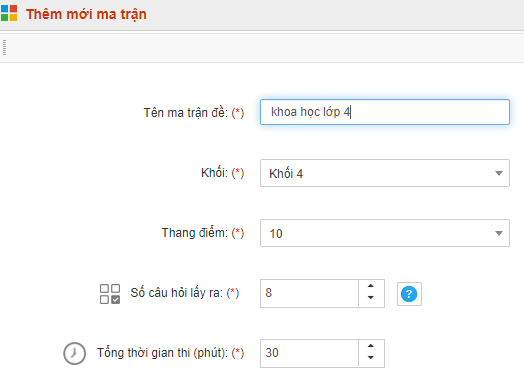 Thêm mới ma trận
Tên ma trận đề: (*)
khoa học lớp 4
Khối: (*)
Khối 4
Thang điểm: (*)
10
Số câu hỏi lấy ra: (*)
8
?
Tổng thời gian thi (phút): (*)
30